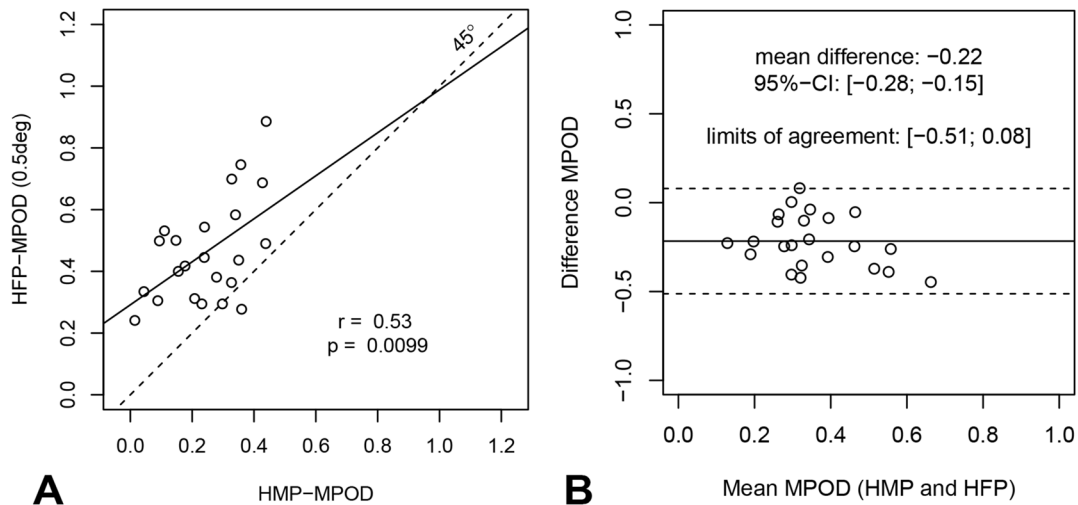 1.2
1.0
0.8
0.6
0.4
0.2
0.0
HFP−MPOD (0.5deg)
45°
r = 0.53
p = 0.0099
0.0 0.2 0.4 0.6 0.8 1.0 1.2
HMP−MPOD
A
1.0
0.5
0.0
−0.5
−1.0
Difference MPOD
mean difference: −0.22
95%−CI: [−0.28; −0.15]
limits of agreement: [−0.51; 0.08]
0.0 0.2 0.4 0.6 0.8 1.0
Mean MPOD (HMP and HFP)
B